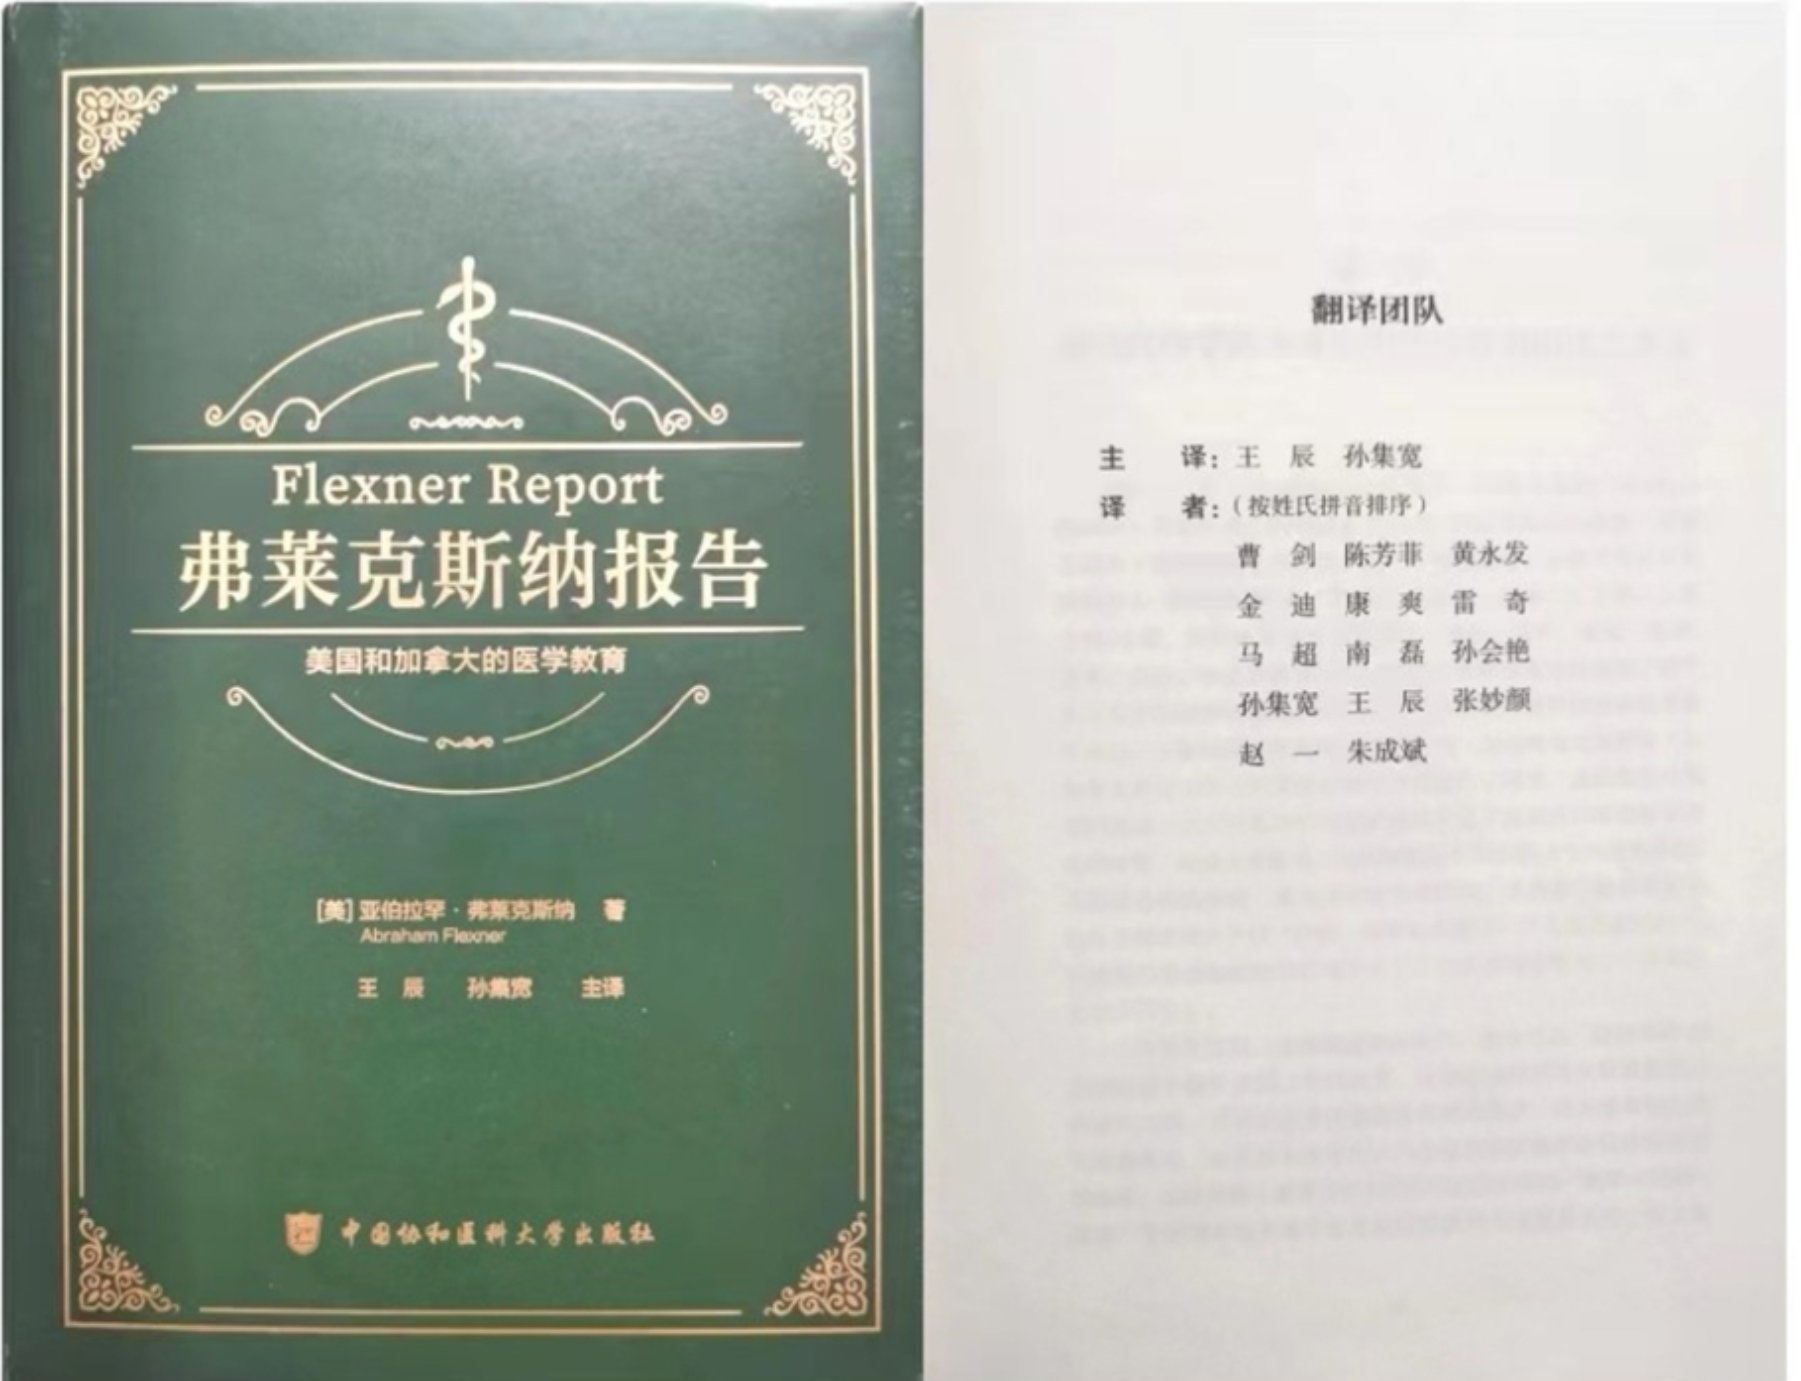 Flexner Report
弗莱克斯纳报告
美国和加拿大的医学教育
[美] 亚伯拉罕·弗莱克斯纳 著
Abraham Flexner
王 辰 孙集宽 主译
中国协和医科大学出版社
翻译团队
主 译：王 辰 孙集宽
译 者：（按姓氏拼音排序）
曹 剑 陈芳菲 黄永发
金 迪 康 爽 雷 奇
马 超 南 磊 孙会艳
孙集宽 王 辰 张妙颜
赵 一 朱成斌